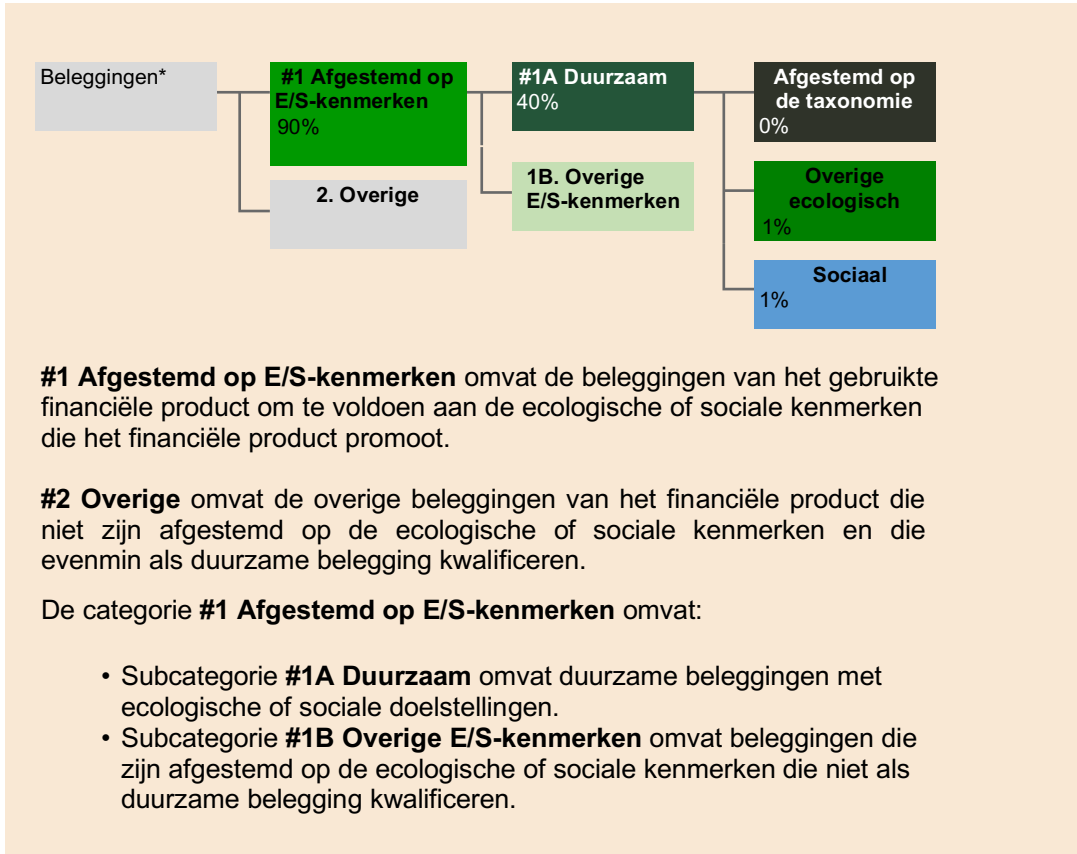 Beleggingen*
#1 Afgestemd op
E/S-kenmerken
90%
2. Overige
#1A Duurzaam
40%
1B. Overige
E/S-kenmerken
Afgestemd op
de taxonomie
0%
Overige
ecologisch
1%
Sociaal
1%
#1 Afgestemd op E/S-kenmerken omvat de beleggingen van het gebruikte
financiële product om te voldoen aan de ecologische of sociale kenmerken
die het financiële product promoot.
#2 Overige omvat de overige beleggingen van het financiële product die
niet zijn afgestemd op de ecologische of sociale kenmerken en die
evenmin als duurzame belegging kwalificeren.
De categorie #1 Afgestemd op E/S-kenmerken omvat:
• Subcategorie #1A Duurzaam omvat duurzame beleggingen met
ecologische of sociale doelstellingen.
• Subcategorie #1B Overige E/S-kenmerken omvat beleggingen die
zijn afgestemd op de ecologische of sociale kenmerken die niet als
duurzame belegging kwalificeren.